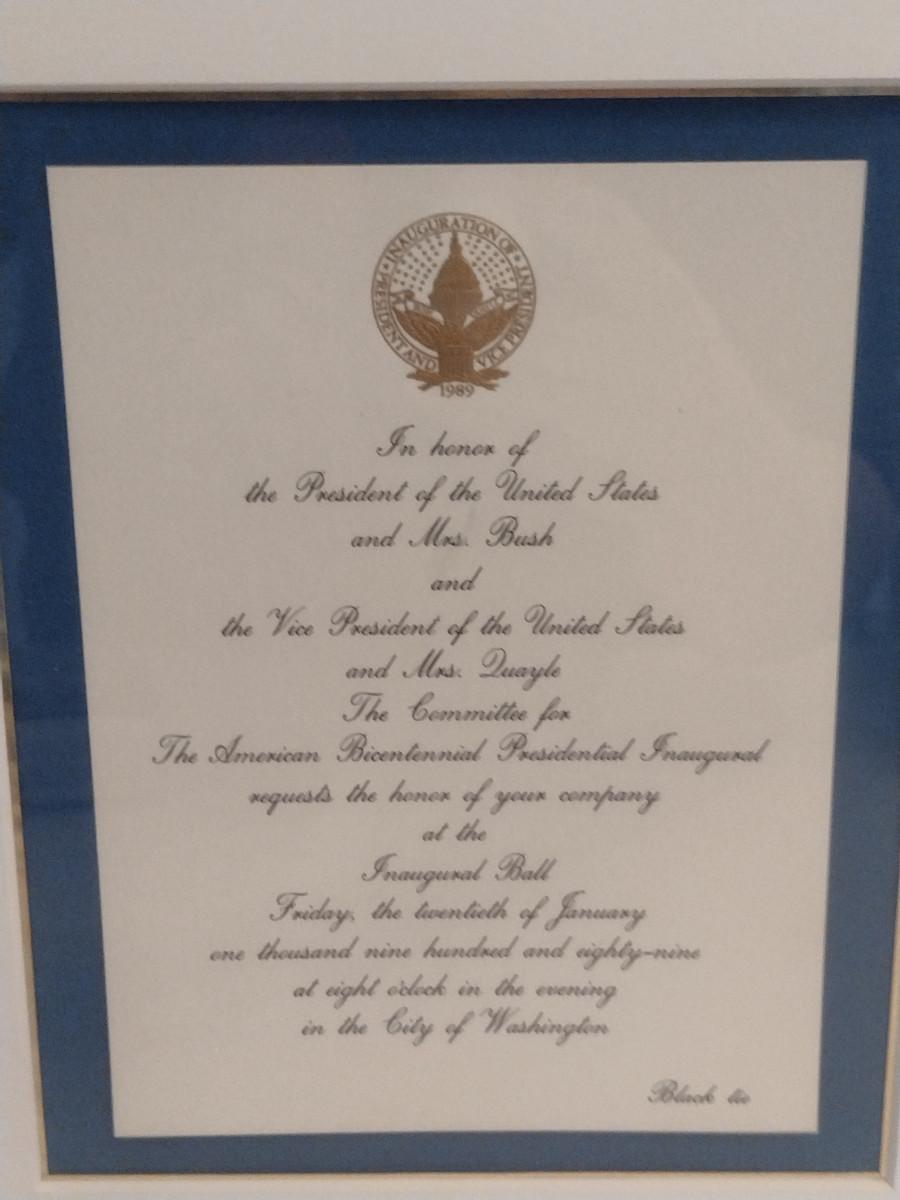 INAUGURATION OF
PRESIDENT AND VICE PRESIDENT
1989
In honor of
the President of the United States
and Mrs. Bush
and
the Vice President of the United States
and Mrs. Quayle
The Committee for
The American Bicentennial Presidential Inaugural
requests the honor of your company
at the
Inaugural Ball
Friday, the twentieth of January
one thousand nine hundred and eighty-nine
at eight o'clock in the evening
in the City of Washington
Black tie